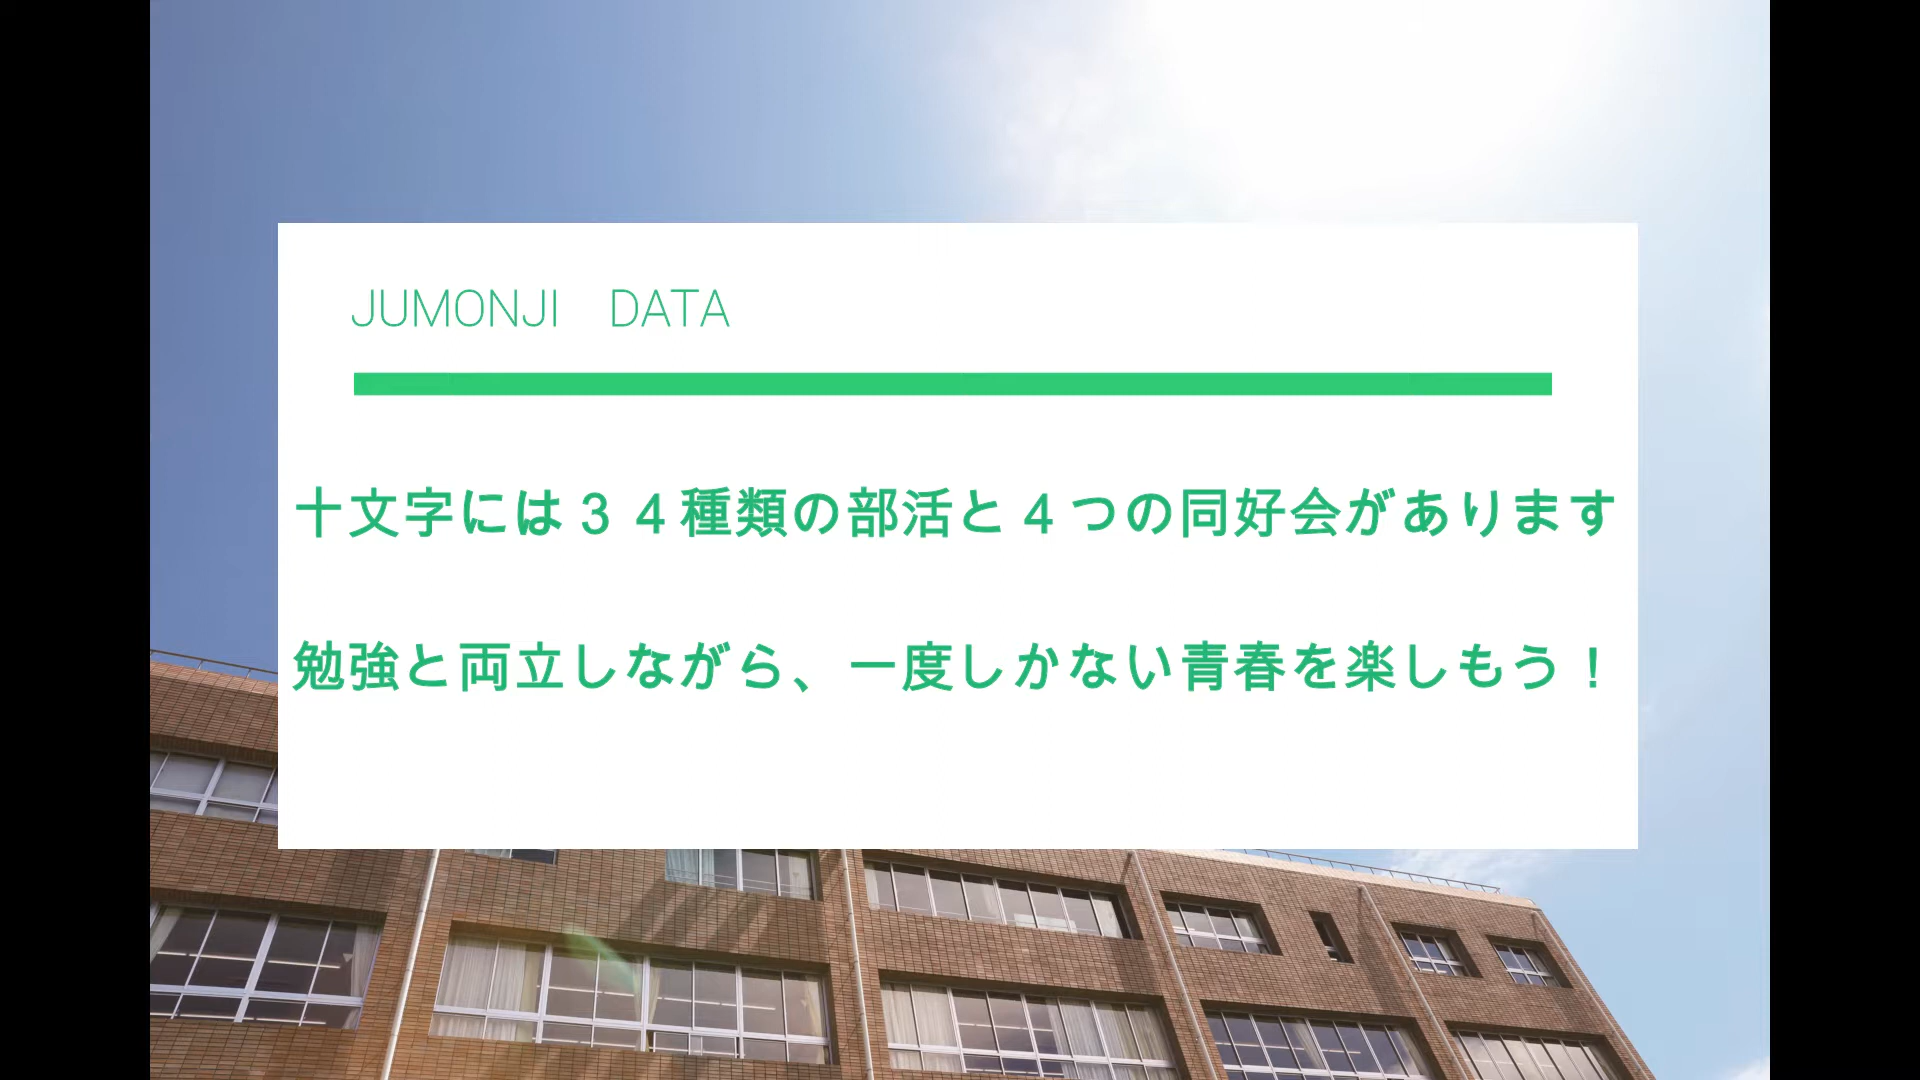 JUMONJI　DATA
十文字には３４種類の部活と４つの同好会があります
勉強と両立しながら、一度しかない青春を楽しもう！